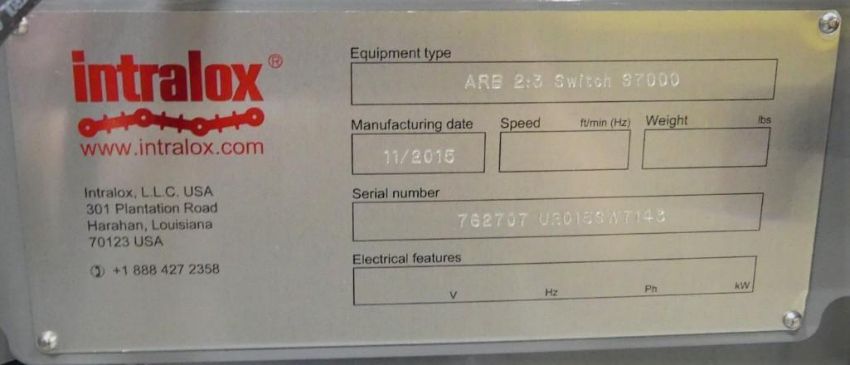 intralox®
www.intralox.com
Intralox, L.L.C. USA
301 Plantation Road
Harahan, Louisiana
70123 USA
+1 888 427 2358
Equipment type
ARB 2:3 Switch S7000
Manufacturing date
11/2015
Speed ft/min (Hz)
Weight lbs
Serial number
762707 U2015SW7143
Electrical features
V Hz Ph kW